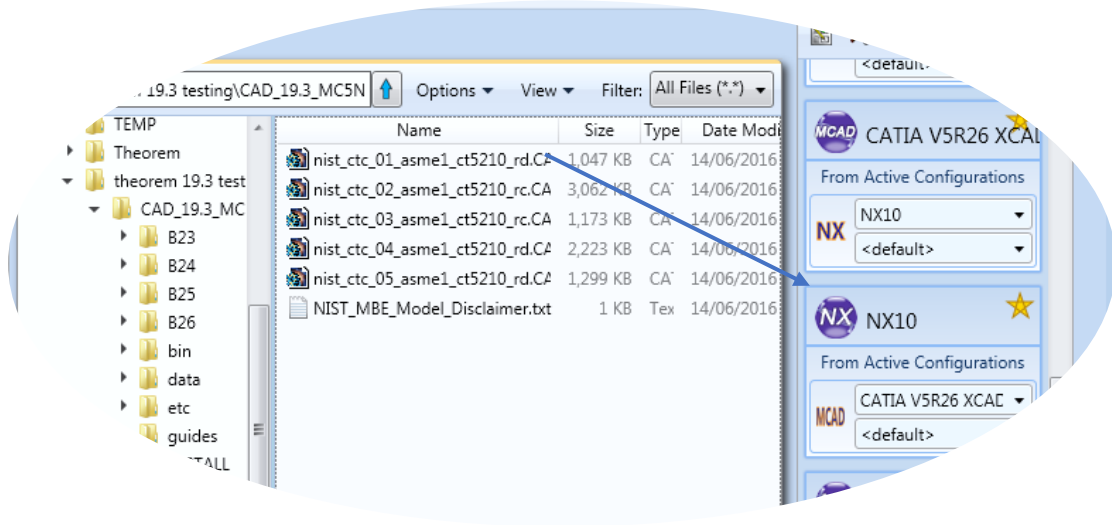 19.3 testing\CAD_19.3_MC5N
Options
View
Filter:
All Files (*.*)
TEMP
Theorem
theorem 19.3 test
CAD_19.3_MC
B23
B24
B25
B26
bin
data
etc
guides
Name Size Type Date Modi
nist_ctc_01_asme1_ct5210_rd.CA 1,047 KB CA 14/06/2016
nist_ctc_02_asme1_ct5210_rc.CA 3,062 KB CA 14/06/2016
nist_ctc_03_asme1_ct5210_rc.CA 1,173 KB CA 14/06/2016
nist_ctc_04_asme1_ct5210_rd.CA 2,223 KB CA 14/06/2016
nist_ctc_05_asme1_ct5210_rd.CA 1,299 KB CA 14/06/2016
NIST_MBE_Model_Disclaimer.txt 1 KB Tex 14/06/2016
<default>
MCAD CATIA V5R26 XCAD
From Active Configurations
NX NX10
<default>
NX NX10
From Active Configurations
MCAD CATIA V5R26 XCAD
<default>